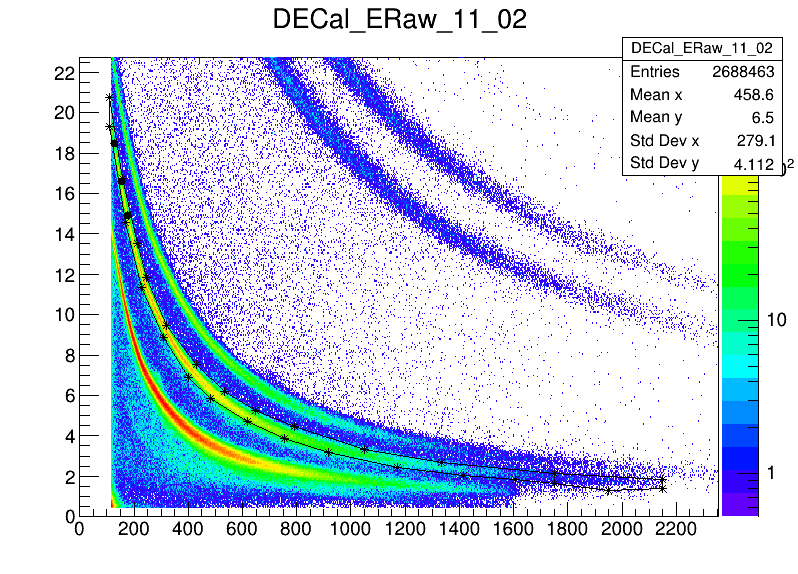 DECal_ERaw_11_02
DECal_ERaw_11_02
Entries 2688463
Mean x 458.6
Mean y 6.5
Std Dev x 279.1
Std Dev y 4.112
22
20
18
16
14
12
10
8
6
4
2
0
0 200 400 600 800 1000 1200 1400 1600 1800 2000 2200
10
1